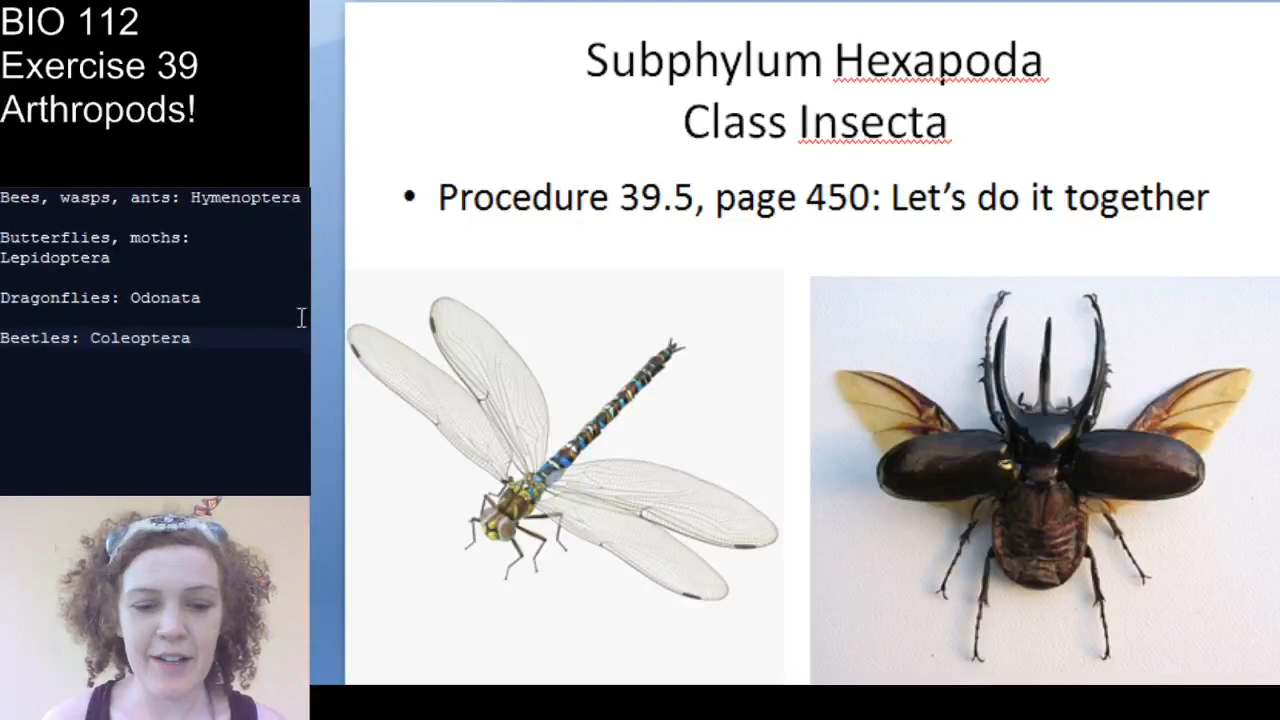 BIO 112
Exercise 39
Arthropods!
Bees, wasps, ants: Hymenoptera
Butterflies, moths:
Lepidoptera
Dragonflies: Odonata
Beetles: Coleoptera
Subphylum Hexapoda
Class Insecta
• Procedure 39.5, page 450: Let's do it together